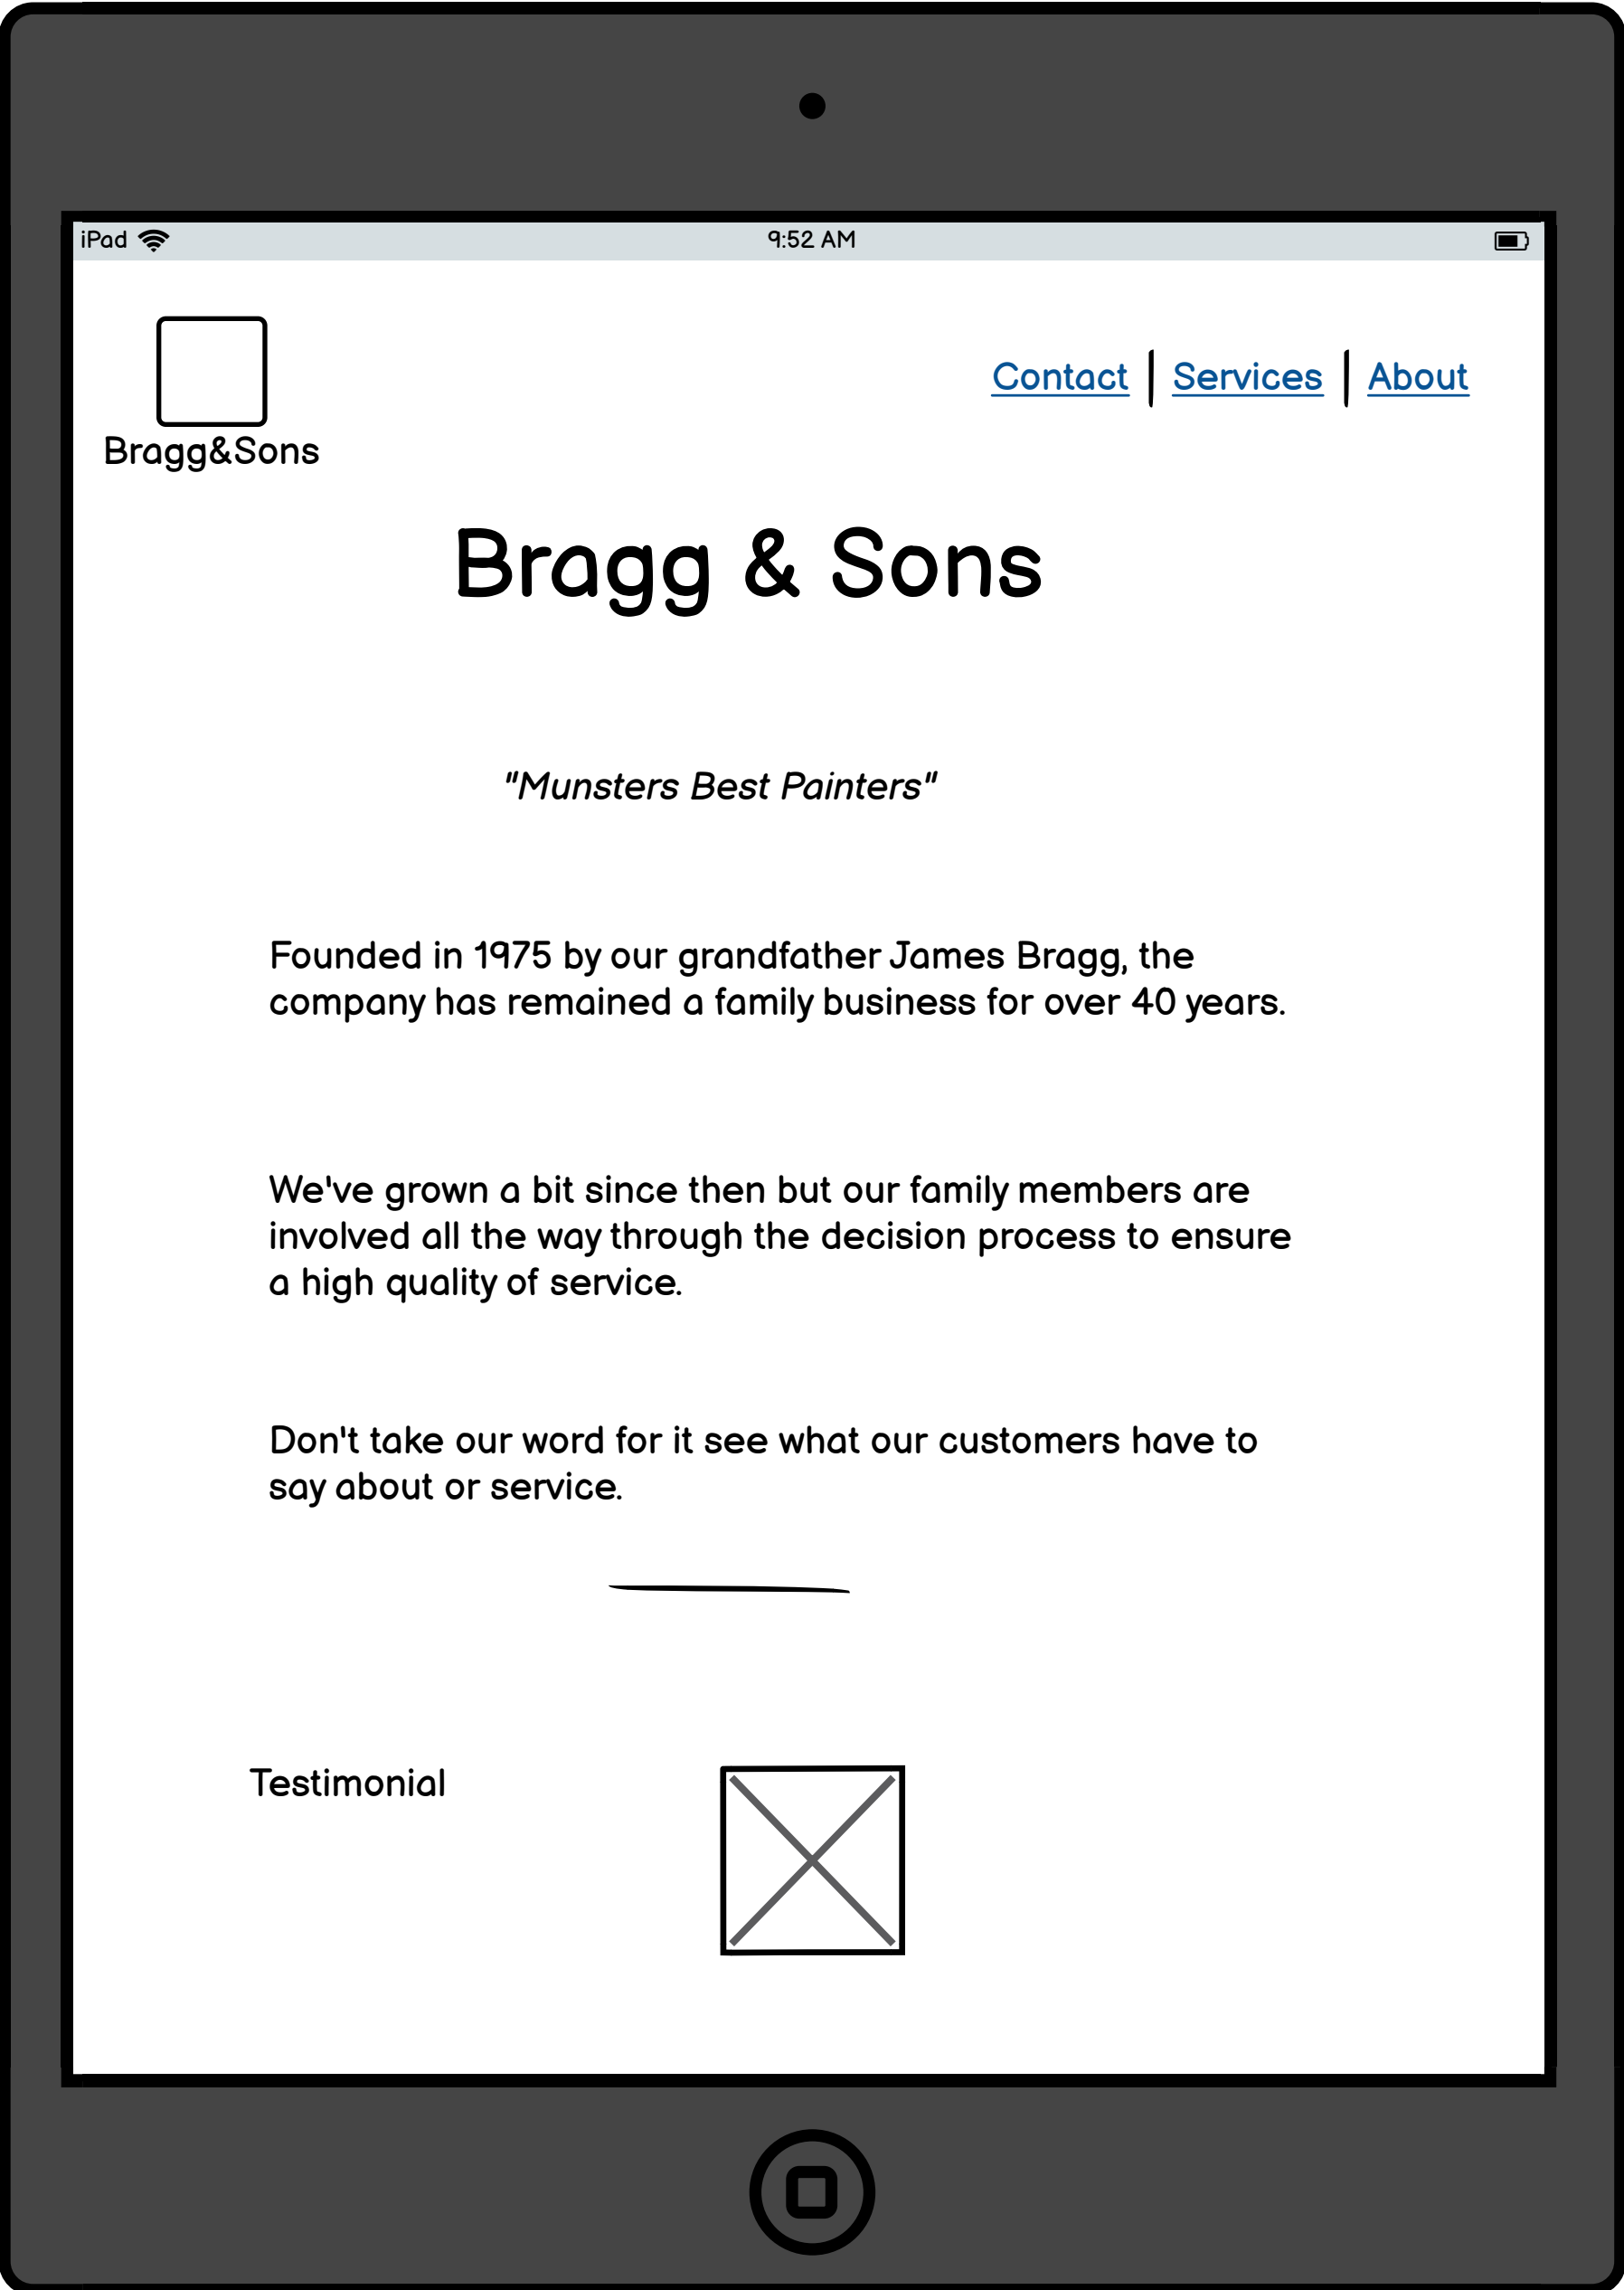 iPad 9:52 AM
Contact Services About
Bragg&Sons
Bragg & Sons
"Munsters Best Painters"
Founded in 1975 by our grandfather James Bragg, the
company has remained a family business for over 40 years.
We've grown a bit since then but our family members are
involved all the way through the decision process to ensure
a high quality of service.
Don't take our word for it see what our customers have to
say about or service.
Testimonial